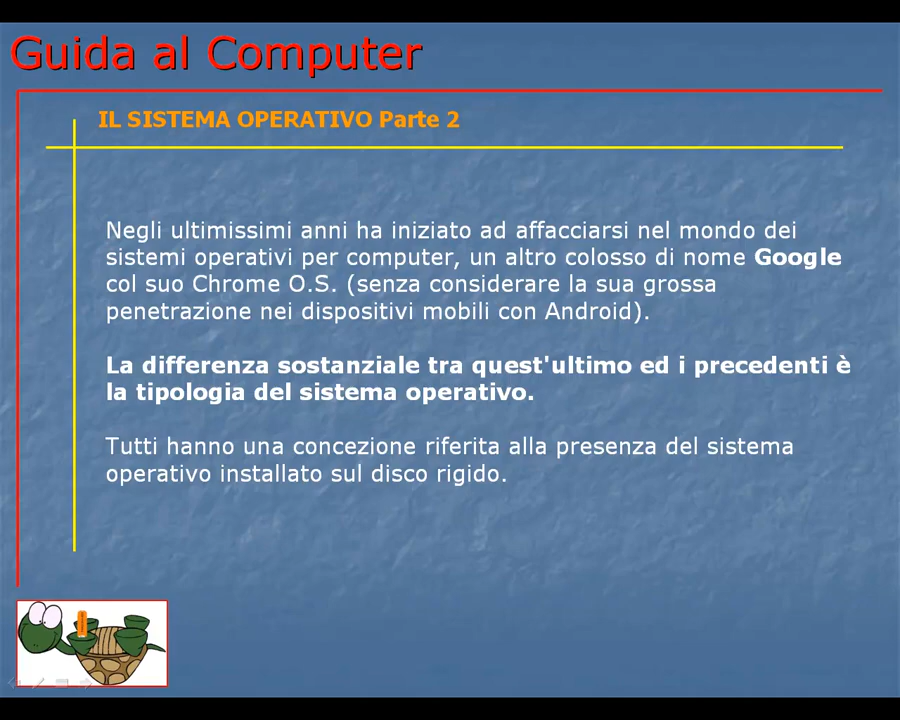 Guida al Computer
IL SISTEMA OPERATIVO Parte 2
Negli ultimissimi anni ha iniziato ad affacciarsi nel mondo dei
sistemi operativi per computer, un altro colosso di nome Google
col suo Chrome O.S. (senza considerare la sua grossa
penetrazione nei dispositivi mobili con Android).
La differenza sostanziale tra quest'ultimo ed i precedenti è
la tipologia del sistema operativo.
Tutti hanno una concezione riferita alla presenza del sistema
operativo installato sul disco rigido.